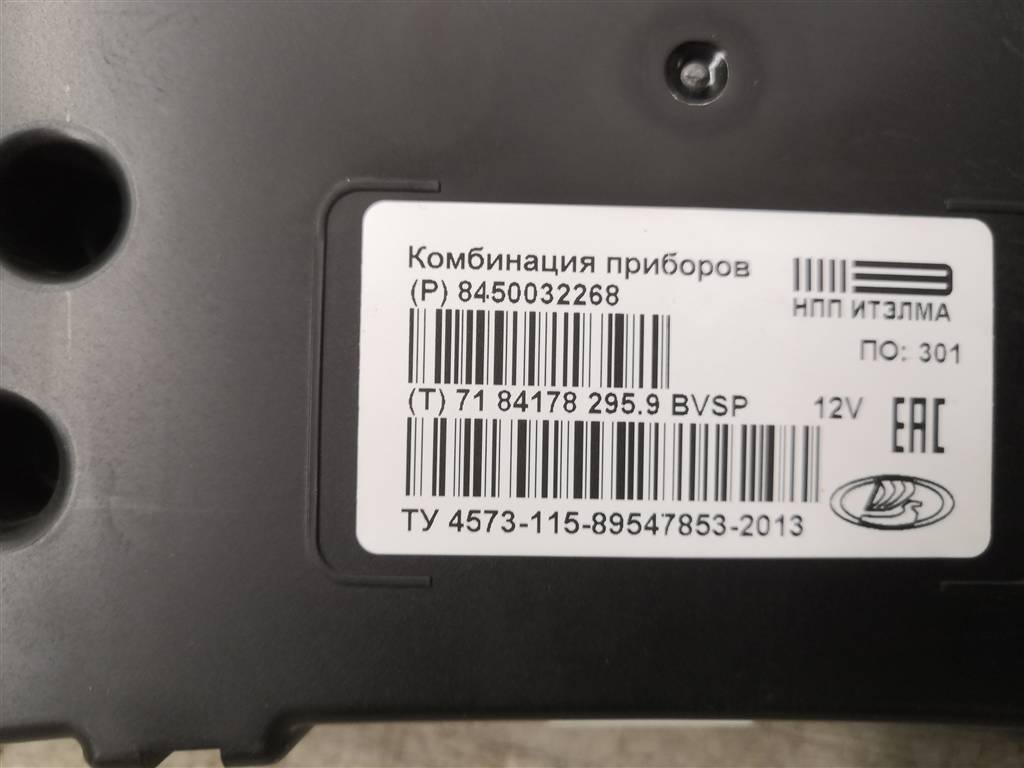 Комбинация приборов
(P) 8450032268
НПП ИТЭЛМА
ПО: 301
(T) 71 84178 295.9 BVSP
12V
EAC
ТУ 4573-115-89547853-2013